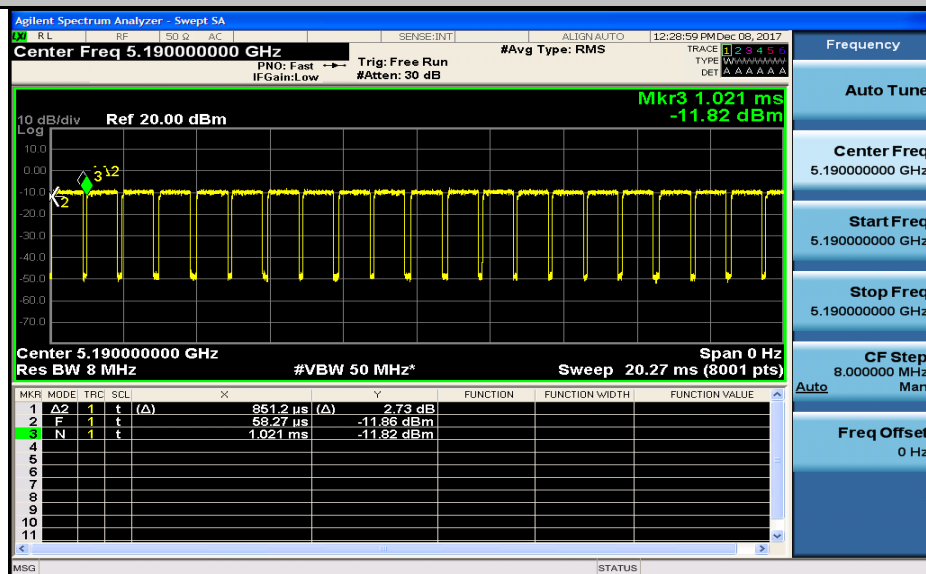 Agilent Spectrum Analyzer - Swept SA
LXI RL RF 50 Ω AC SENSE:INT ALIGN AUTO 12:28:59 PM Dec 08, 2017
Center Freq 5.190000000 GHz
PNO: Fast
IFGain:Low
Trig: Free Run
#Atten: 30 dB
#Avg Type: RMS
TRACE 1 2 3 4 5 6
TYPE WWWWWW
DET A A A A A A
Mkr3 1.021 ms
-11.82 dBm
10 dB/div Ref 20.00 dBm
Log
10.0
0.00
-10.0
-20.0
-30.0
-40.0
-50.0
-60.0
-70.0
3
2
2
Center 5.190000000 GHz Span 0 Hz
Res BW 8 MHz #VBW 50 MHz* Sweep 20.27 ms (8001 pts)
MKR MODE TRC SCL X Y FUNCTION FUNCTION WIDTH FUNCTION VALUE
1 Δ2 1 t (Δ) 851.2 µs (Δ) 2.73 dB
2 F 1 t 58.27 µs -11.86 dBm
3 N 1 t 1.021 ms -11.82 dBm
4
5
6
7
8
9
10
11
MSG STATUS
Frequency
Auto Tune
Center Freq
5.190000000 GHz
Start Freq
5.190000000 GHz
Stop Freq
5.190000000 GHz
CF Step
8.000000 MHz
Auto Man
Freq Offset
0 Hz